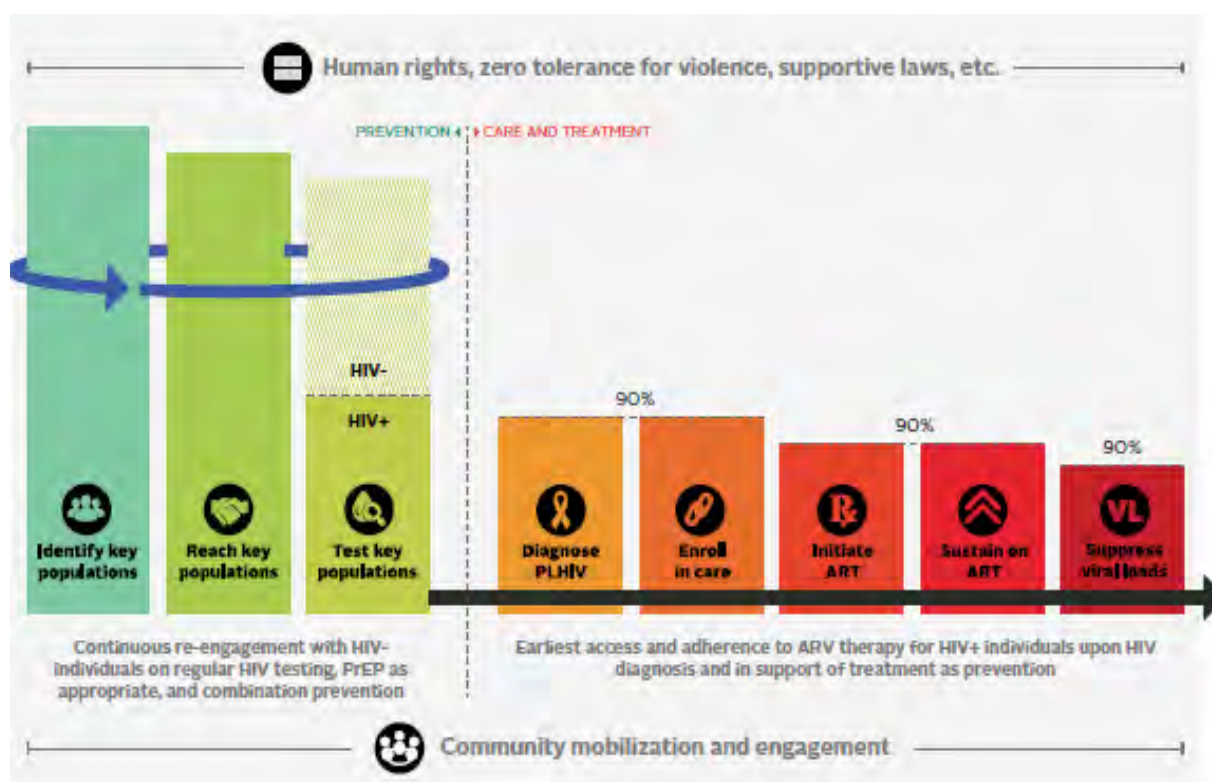 Human rights, zero tolerance for violence, supportive laws, etc.
PREVENTION
CARE AND TREATMENT
HIV-
HIV+
90%
90%
90%
Identify key
populations
Reach key
populations
Test key
populations
Diagnose
PLHIV
Enroll
in care
Rx
Initiate
ART
Sustain on
ART
VL
Suppress
viral loads
Continuous re-engagement with HIV-
individuals on regular HIV testing, PrEP as
appropriate, and combination prevention
Earliest access and adherence to ARV therapy for HIV+ individuals upon HIV
diagnosis and in support of treatment as prevention
Community mobilization and engagement